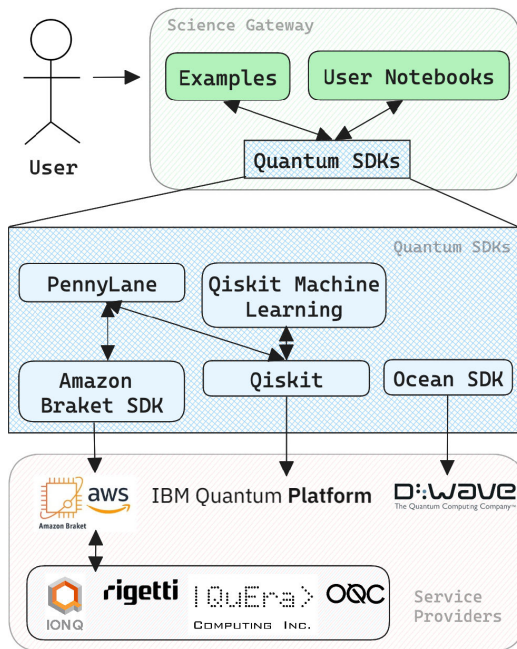 Science Gateway
Examples
User Notebooks
User
Quantum SDKs
Quantum SDKs
PennyLane
Qiskit Machine
Learning
Amazon
Braket SDK
Qiskit
Ocean SDK
aws
Amazon Braket
IBM Quantum Platform
D:Wave
The Quantum Computing Company™
IONQ
rigetti
|QuEra>
COMPUTING INC.
OQC
Service
Providers